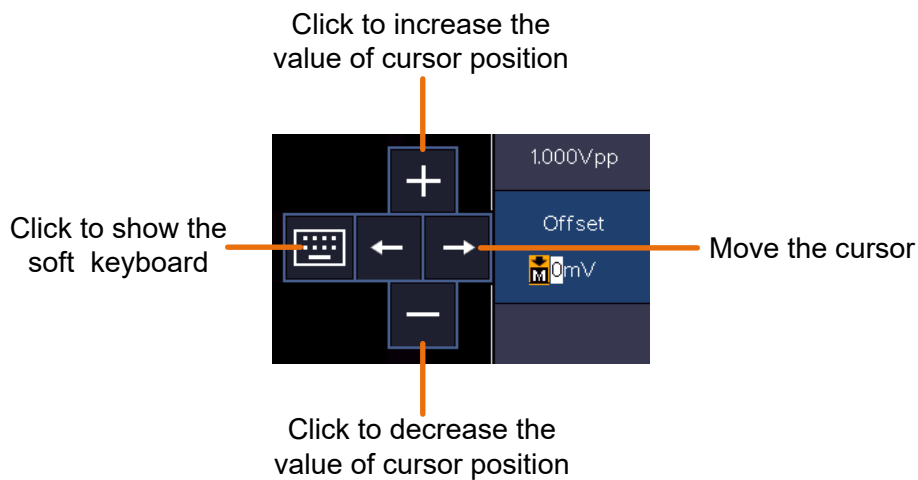 Click to increase the
value of cursor position
1.000Vpp
Offset
M 0mV
Click to show the
soft keyboard
Move the cursor
Click to decrease the
value of cursor position